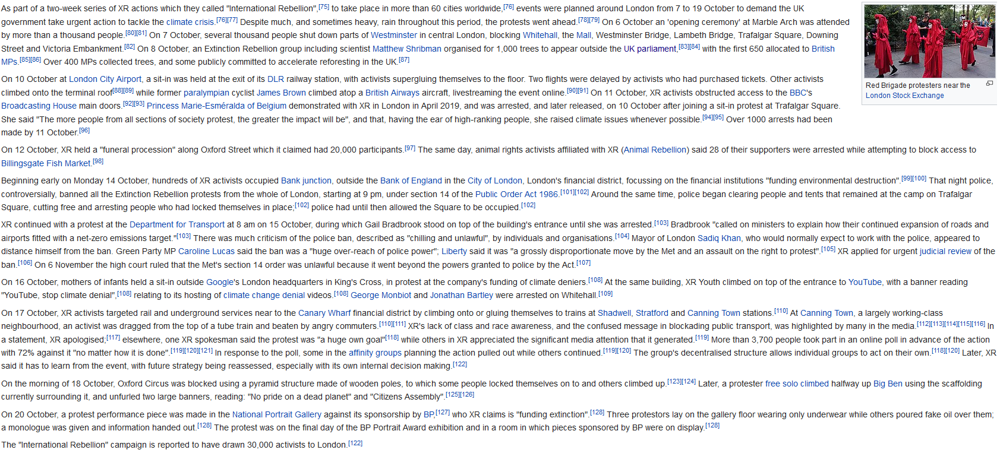 As part of a two-week series of XR actions which they called "International Rebellion",[75] to take place in more than 60 cities worldwide,[76] events were planned around London from 7 to 19 October to demand the UK
government take urgent action to tackle the climate crisis.[76][77] Despite much, and sometimes heavy, rain throughout this period, the protests went ahead.[78][79] On 6 October an 'opening ceremony' at Marble Arch was attended
by more than a thousand people.[80][81] On 7 October, several thousand people shut down parts of Westminster in central London, blocking Whitehall, the Mall, Westminster Bridge, Lambeth Bridge, Trafalgar Square, Downing
Street and Victoria Embankment.[82] On 8 October, an Extinction Rebellion group including scientist Matthew Shribman organised for 1,000 trees to appear outside the UK parliament,[83][84] with the first 650 allocated to British
MPs.[85][86] Over 400 MPs collected trees, and some publicly committed to accelerate reforesting in the UK.[87]
On 10 October at London City Airport, a sit-in was held at the exit of its DLR railway station, with activists supergluing themselves to the floor. Two flights were delayed by activists who had purchased tickets. Other activists
climbed onto the terminal roof[88][89] while former paralympian cyclist James Brown climbed atop a British Airways aircraft, livestreaming the event online.[90][91] On 11 October, XR activists obstructed access to the BBC's
Broadcasting House main doors.[92][93] Princess Marie-Esméralda of Belgium demonstrated with XR in London in April 2019, and was arrested, and later released, on 10 October after joining a sit-in protest at Trafalgar Square.
She said "The more people from all sections of society protest, the greater the impact will be", and that, having the ear of high-ranking people, she raised climate issues whenever possible.[94][95] Over 1000 arrests had been
made by 11 October.[96]
Red Brigade protesters near the
London Stock Exchange
On 12 October, XR held a "funeral procession" along Oxford Street which it claimed had 20,000 participants.[97] The same day, animal rights activists affiliated with XR (Animal Rebellion) said 28 of their supporters were arrested while attempting to block access to
Billingsgate Fish Market.[98]
Beginning early on Monday 14 October, hundreds of XR activists occupied Bank junction, outside the Bank of England in the City of London, London's financial district, focussing on the financial institutions "funding environmental destruction".[99][100] That night police,
controversially, banned all the Extinction Rebellion protests from the whole of London, starting at 9 pm, under section 14 of the Public Order Act 1986.[101][102] Around the same time, police began clearing people and tents that remained at the camp on Trafalgar
Square, cutting free and arresting people who had locked themselves in place;[102] police had until then allowed the Square to be occupied.[102]
XR continued with a protest at the Department for Transport at 8 am on 15 October, during which Gail Bradbrook stood on top of the building's entrance until she was arrested.[103] Bradbrook "called on ministers to explain how their continued expansion of roads and
airports fitted with a net-zero emissions target."[103] There was much criticism of the police ban, described as "chilling and unlawful", by individuals and organisations.[104] Mayor of London Sadiq Khan, who would normally expect to work with the police, appeared to
distance himself from the ban. Green Party MP Caroline Lucas said the ban was a "huge over-reach of police power"; Liberty said it was "a grossly disproportionate move by the Met and an assault on the right to protest".[105] XR applied for urgent judicial review of the
ban.[106] On 6 November the high court ruled that the Met's section 14 order was unlawful because it went beyond the powers granted to police by the Act.[107]
On 16 October, mothers of infants held a sit-in outside Google's London headquarters in King's Cross, in protest at the company's funding of climate deniers.[108] At the same building, XR Youth climbed on top of the entrance to YouTube, with a banner reading
"YouTube, stop climate denial",[108] relating to its hosting of climate change denial videos.[108] George Monbiot and Jonathan Bartley were arrested on Whitehall.[109]
On 17 October, XR activists targeted rail and underground services near to the Canary Wharf financial district by climbing onto or gluing themselves to trains at Shadwell, Stratford and Canning Town stations.[110] At Canning Town, a largely working-class
neighbourhood, an activist was dragged from the top of a tube train and beaten by angry commuters.[110][111] XR's lack of class and race awareness, and the confused message in blockading public transport, was highlighted by many in the media.[112][113][114][115][116] In
a statement, XR apologised;[117] elsewhere, one XR spokesman said the protest was "a huge own goal"[118] while others in XR appreciated the significant media attention that it generated.[119] More than 3,700 people took part in an online poll in advance of the action
with 72% against it "no matter how it is done".[119][120][121] In response to the poll, some in the affinity groups planning the action pulled out while others continued.[119][120] The group's decentralised structure allows individual groups to act on their own.[118][120] Later, XR
said it has to learn from the event, with future strategy being reassessed, especially with its own internal decision making.[122]
On the morning of 18 October, Oxford Circus was blocked using a pyramid structure made of wooden poles, to which some people locked themselves on to and others climbed up.[123][124] Later, a protester free solo climbed halfway up Big Ben using the scaffolding
currently surrounding it, and unfurled two large banners, reading: "No pride on a dead planet" and "Citizens Assembly".[125][126]
On 20 October, a protest performance piece was made in the National Portrait Gallery against its sponsorship by BP,[127] who XR claims is "funding extinction".[128] Three protestors lay on the gallery floor wearing only underwear while others poured fake oil over them;
a monologue was given and information handed out.[128] The protest was on the final day of the BP Portrait Award exhibition and in a room in which pieces sponsored by BP were on display.[128]
The "International Rebellion" campaign is reported to have drawn 30,000 activists to London.[122]